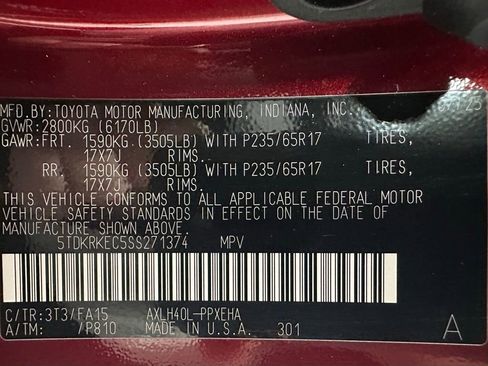 MFD.BY:TOYOTA MOTOR MANUFACTURING, INDIANA, INC.
GVWR:2800KG (6170LB)
GAWR:FRT. 1590KG (3505LB) WITH P235/65R17 TIRES,
17X7J RIMS.
RR. 1590KG (3505LB) WITH P235/65R17 TIRES,
17X7J RIMS.
THIS VEHICLE CONFORMS TO ALL APPLICABLE FEDERAL MOTOR
VEHICLE SAFETY STANDARDS IN EFFECT ON THE DATE OF
MANUFACTURE SHOWN ABOVE.
5TDKRKEC5SS271374 MPV
C/TR:3T3/FA15 AXLH40L-PPXEHA
A/TM: /P810 MADE IN U.S.A. 301 A